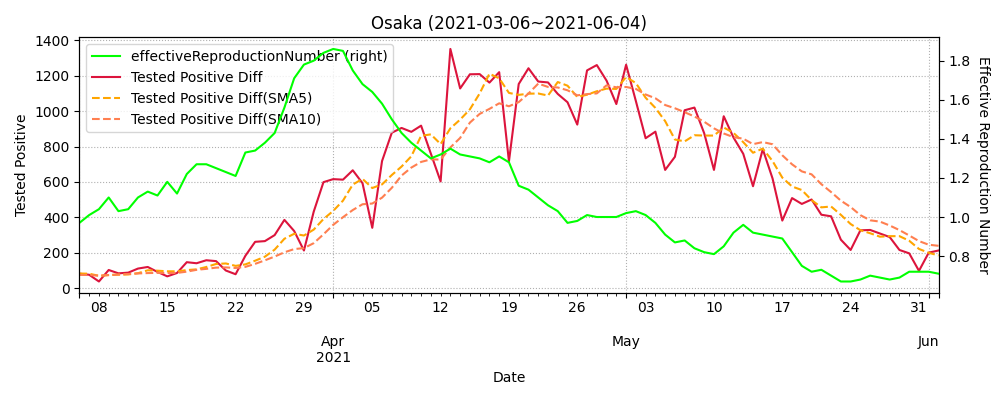 Osaka (2021-03-06~2021-06-04)
effectiveReproductionNumber (right)
Tested Positive Diff
Tested Positive Diff(SMA5)
Tested Positive Diff(SMA10)
Tested Positive
1400
1200
1000
800
600
400
200
0
1.8
1.6
1.4
1.2
1.0
0.8
Effective Reproduction Number
08 15 22 29 05 12 19 26 03 10 17 24 31
Apr May Jun
2021
Date